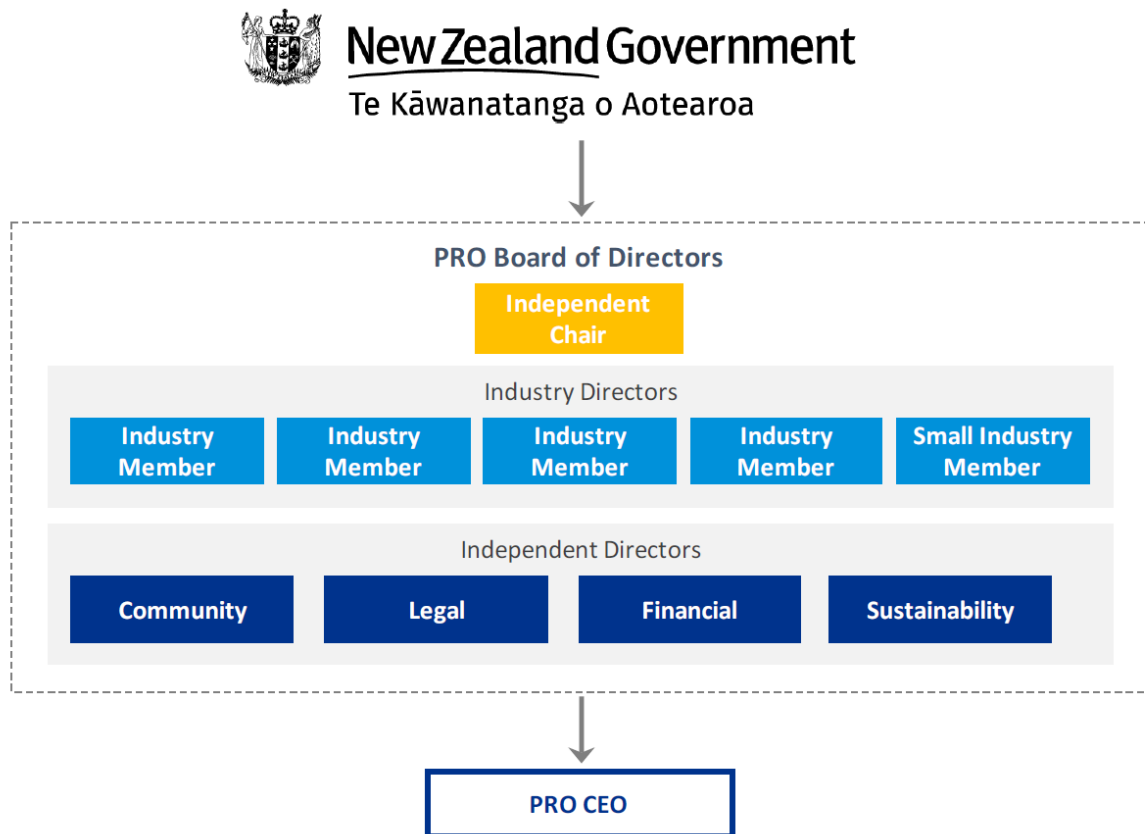 New Zealand Government
Te Kāwanatanga o Aotearoa
PRO Board of Directors
Independent
Chair
Industry Directors
Industry
Member
Industry
Member
Industry
Member
Industry
Member
Small Industry
Member
Independent Directors
Community
Legal
Financial
Sustainability
PRO CEO